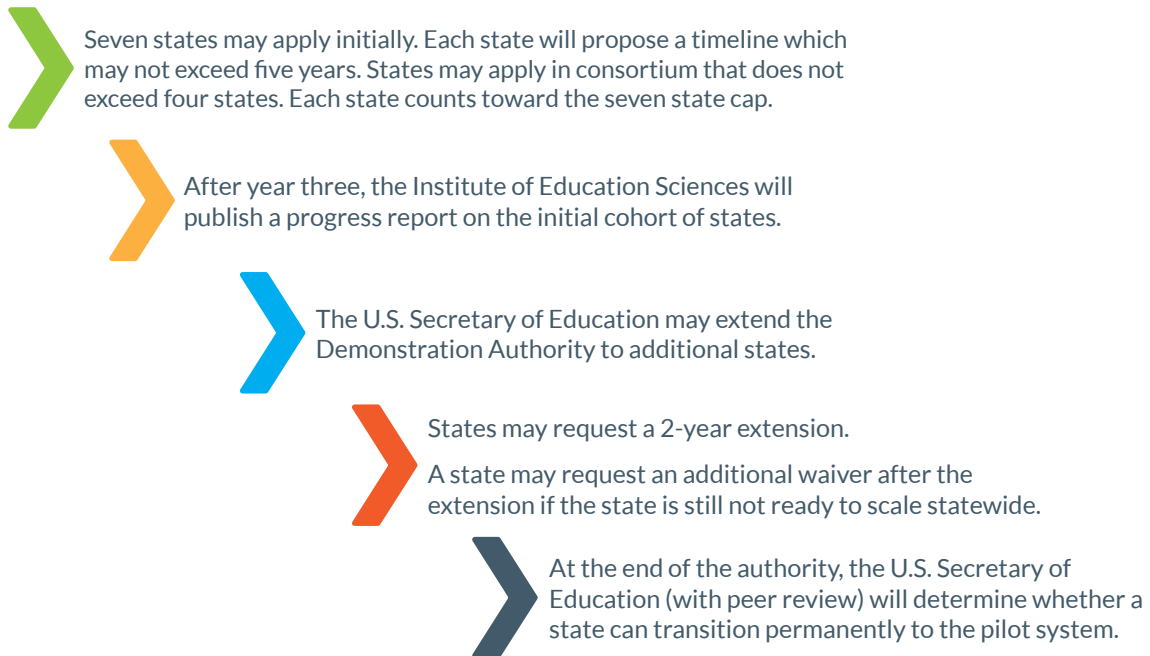 Seven states may apply initially. Each state will propose a timeline which
may not exceed five years. States may apply in consortium that does not
exceed four states. Each state counts toward the seven state cap.
After year three, the Institute of Education Sciences will
publish a progress report on the initial cohort of states.
The U.S. Secretary of Education may extend the
Demonstration Authority to additional states.
States may request a 2-year extension.
A state may request an additional waiver after the
extension if the state is still not ready to scale statewide.
At the end of the authority, the U.S. Secretary of
Education (with peer review) will determine whether a
state can transition permanently to the pilot system.